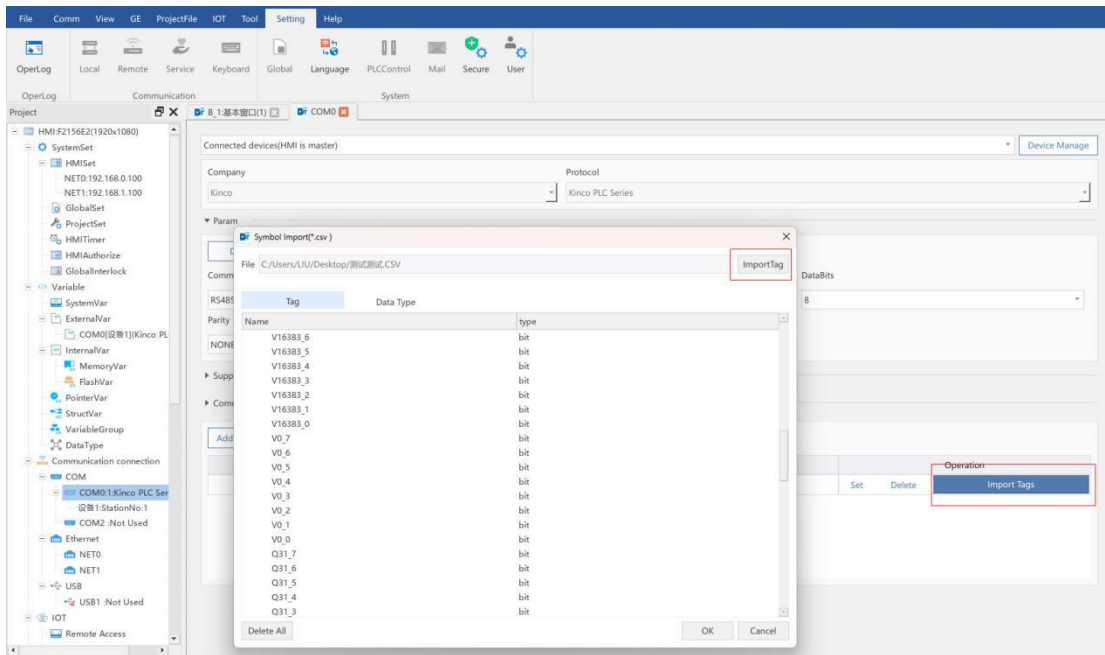 File Comm View GE ProjectFile IOT Tool Setting Help
OperLog Local Remote Service Keyboard Global Language PLCControl Mail Secure User
OperLog Communication System
Project
B_1:基本窗口(1) COM0
HMI:F2156E2(1920x1080)
SystemSet
HMISet
NET0:192.168.0.100
NET1:192.168.1.100
GlobalSet
ProjectSet
HMITimer
HMIAuthorize
GlobalInterlock
Variable
SystemVar
ExternalVar
COM0[设备1](Kinco PL
InternalVar
MemoryVar
FlashVar
PointerVar
StructVar
VariableGroup
DataType
Communication connection
COM
COM0:1:Kinco PLC Ser
设备1:StationNo:1
COM2 :Not Used
Ethernet
NET0
NET1
USB
USB1 :Not Used
IOT
Remote Access
Connected devices(HMI is master) Device Manage
Company Protocol
Kinco Kinco PLC Series
Param
Comm DataBits
RS485 8
Parity
NONE
Supp
Com
Add
Operation
Set Delete Import Tags
Symbol Import(*.csv )
File C:/Users/LIU/Desktop/测试测试.CSV ImportTag
Tag Data Type
Name type
V16383_6 bit
V16383_5 bit
V16383_4 bit
V16383_3 bit
V16383_2 bit
V16383_1 bit
V16383_0 bit
V0_7 bit
V0_6 bit
V0_5 bit
V0_4 bit
V0_3 bit
V0_2 bit
V0_1 bit
V0_0 bit
Q31_7 bit
Q31_6 bit
Q31_5 bit
Q31_4 bit
Q31_3 bit
Delete All OK Cancel